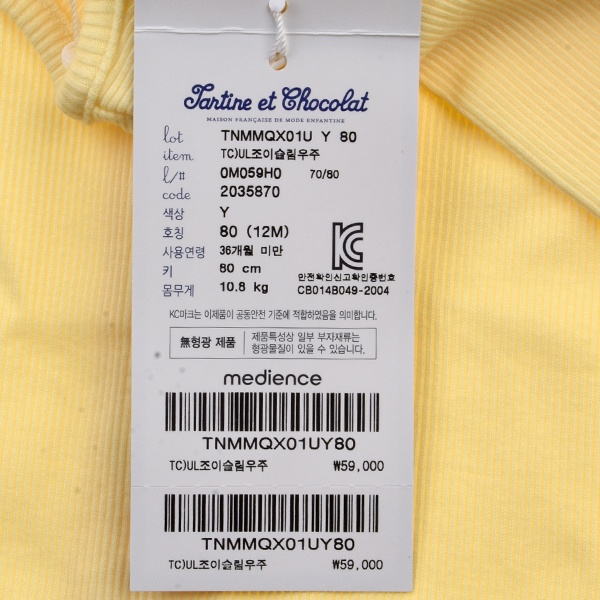 Tartine et Chocolat
MAISON FRANÇAISE DE MODE ENFANTINE
lot TNMMQX01U Y 80
item TC)UL조이슬림우주
l/# 0M059H0 70/80
code 2035870
색상 Y
호칭 80 (12M)
사용연령 36개월 미만
키 80 cm
몸무게 10.8 kg
KC
안전확인신고확인증번호
CB014B049-2004
KC마크는 이제품이 공동안전 기준에 적합하였음을 의미합니다.
無형광 제품
제품특성상 일부 부자재류는
형광물질이 있을 수 있습니다.
medience
TNMMQX01UY80
TC)UL조이슬림우주 ₩59,000
TNMMQX01UY80
TC)UL조이슬림우주 ₩59,000